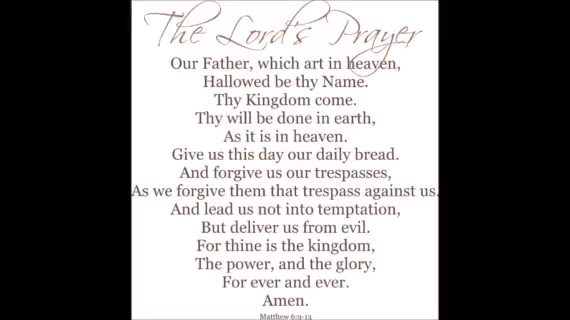 The Lord's Prayer
Our Father, which art in heaven,
Hallowed be thy Name.
Thy Kingdom come.
Thy will be done in earth,
As it is in heaven.
Give us this day our daily bread.
And forgive us our trespasses,
As we forgive them that trespass against us.
And lead us not into temptation,
But deliver us from evil.
For thine is the kingdom,
The power, and the glory,
For ever and ever.
Amen.
Matthew 6:9-13